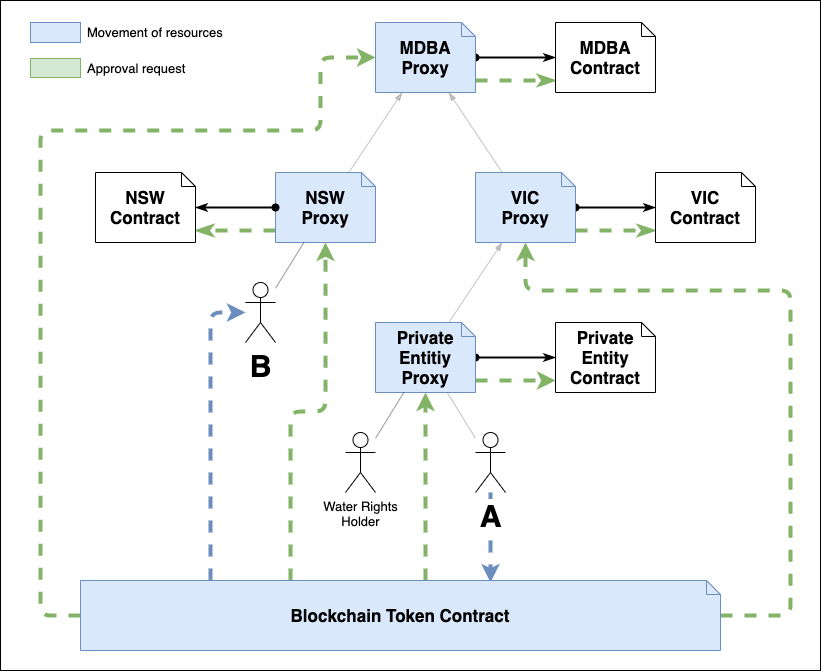 Movement of resources
Approval request
MDBA
Proxy
MDBA
Contract
NSW
Contract
NSW
Proxy
VIC
Proxy
VIC
Contract
B
Private
Entitiy
Proxy
Private
Entity
Contract
Water Rights
Holder
A
Blockchain Token Contract